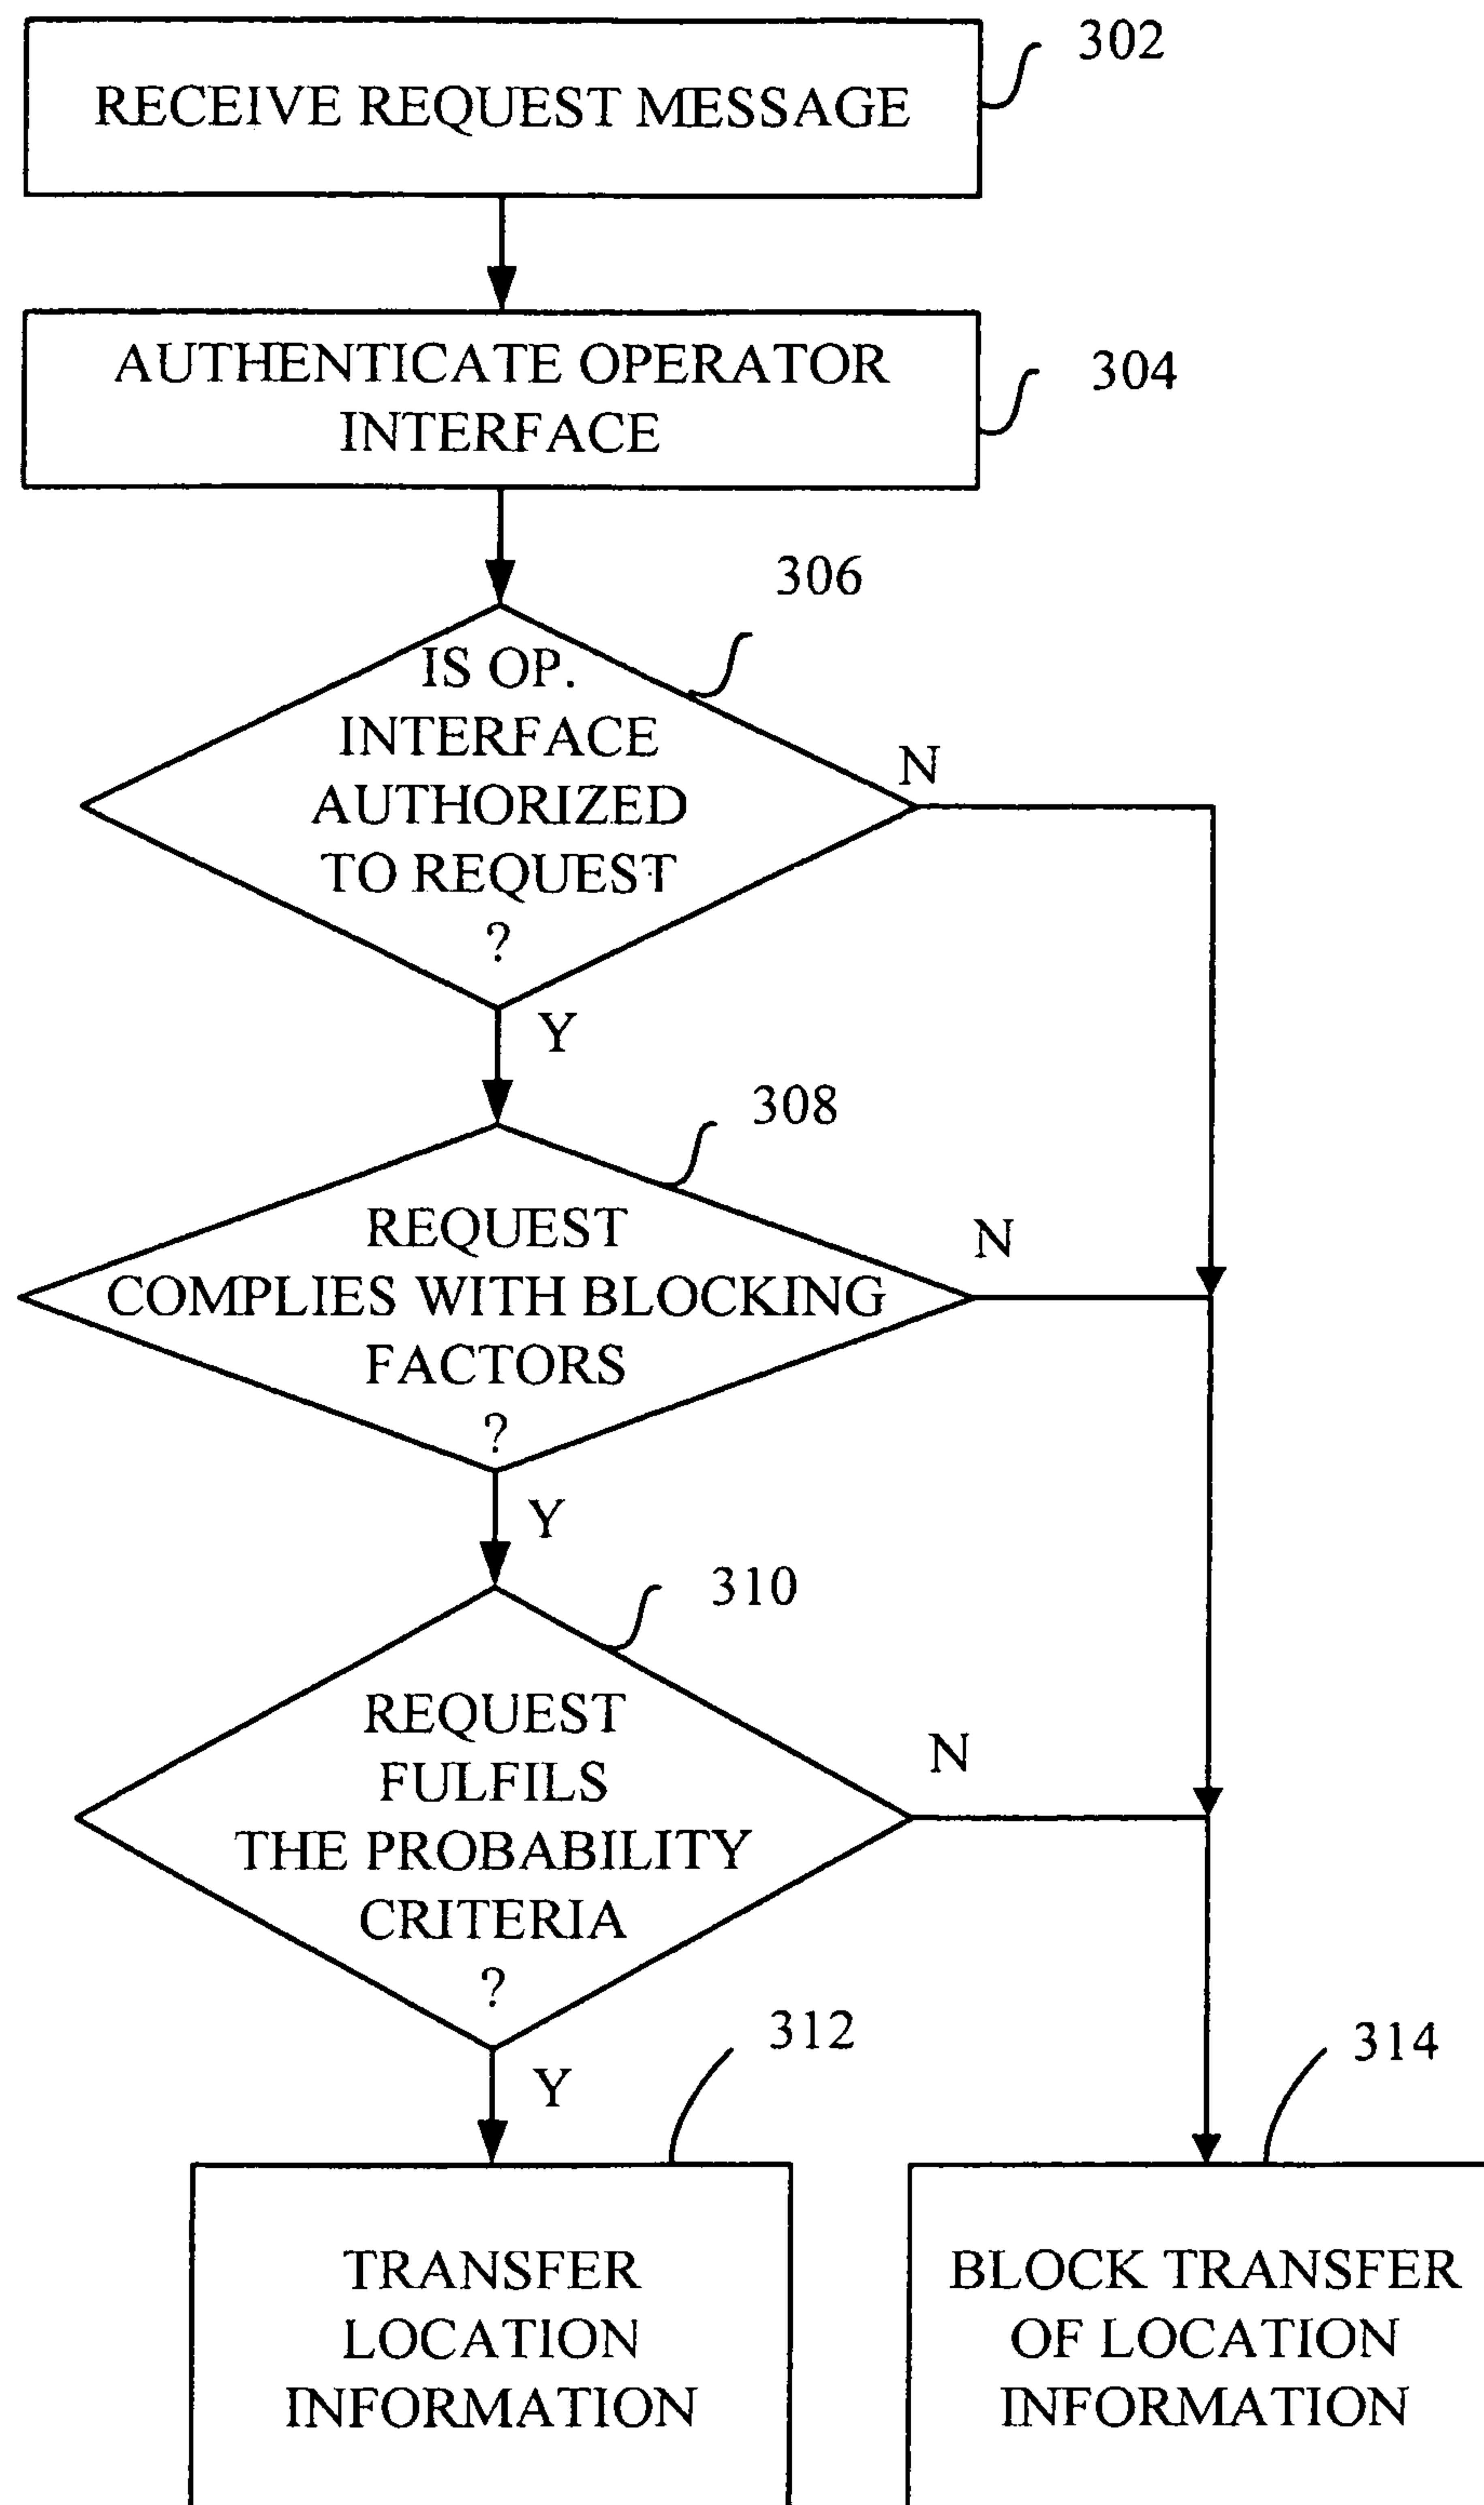 302
RECEIVE REQUEST MESSAGE
304
AUTHENTICATE OPERATOR
INTERFACE
306
IS OP.
INTERFACE
AUTHORIZED
TO REQUEST
?
N
Y
308
REQUEST
COMPLIES WITH BLOCKING
FACTORS
?
N
Y
310
REQUEST
FULFILS
THE PROBABILITY
CRITERIA
?
N
Y
312
TRANSFER
LOCATION
INFORMATION
314
BLOCK TRANSFER
OF LOCATION
INFORMATION